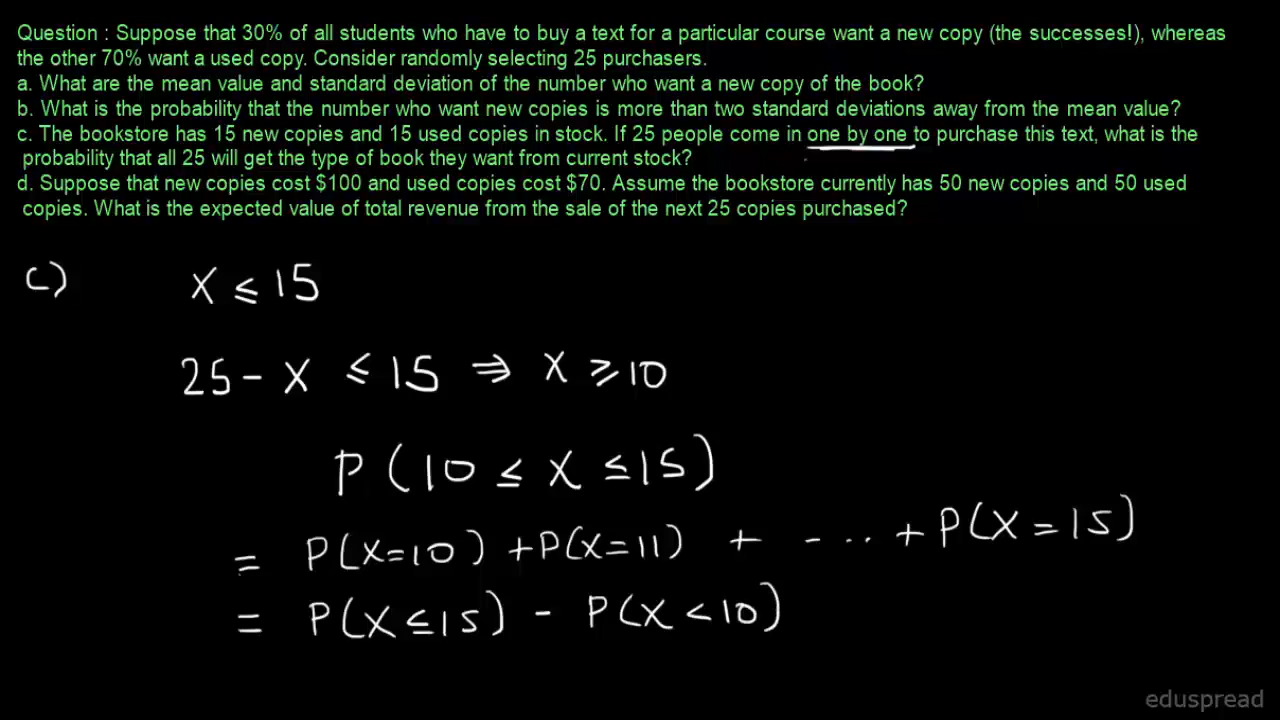 Question : Suppose that 30% of all students who have to buy a text for a particular course want a new copy (the successes!), whereas
the other 70% want a used copy. Consider randomly selecting 25 purchasers.
a. What are the mean value and standard deviation of the number who want a new copy of the book?
b. What is the probability that the number who want new copies is more than two standard deviations away from the mean value?
c. The bookstore has 15 new copies and 15 used copies in stock. If 25 people come in one by one to purchase this text, what is the
probability that all 25 will get the type of book they want from current stock?
d. Suppose that new copies cost $100 and used copies cost $70. Assume the bookstore currently has 50 new copies and 50 used
copies. What is the expected value of total revenue from the sale of the next 25 copies purchased?
c) X ≤ 15
25 - X ≤ 15 ⇒ X ≥ 10
P(10 ≤ X ≤ 15)
= P(X=10) + P(X=11) + - ... + P(X=15)
= P(X ≤ 15) - P(X < 10)
eduspread